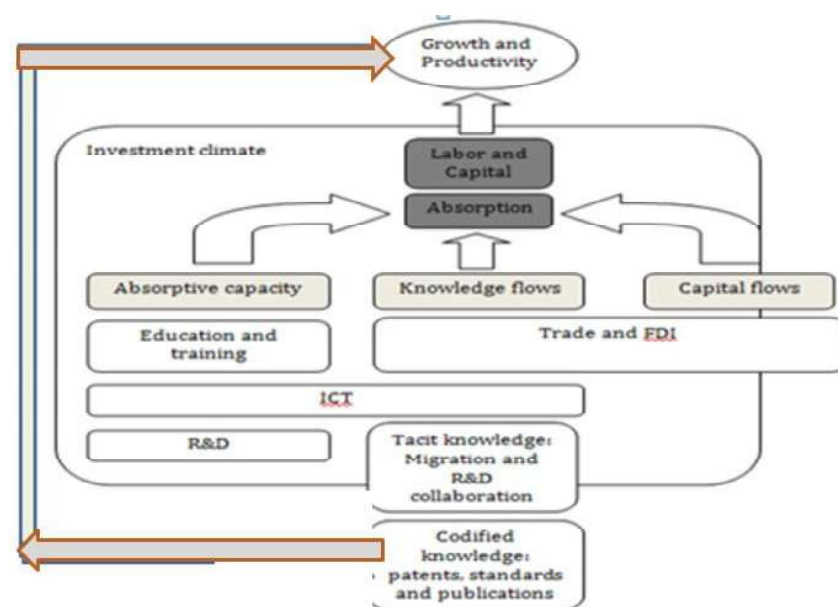 Growth and
Productivity
Investment climate
Labor and
Capital
Absorption
Absorptive capacity
Knowledge flows
Capital flows
Education and
training
Trade and FDI
ICT
R&D
Tacit knowledge:
Migration and
R&D
collaboration
Codified
knowledge:
patents, standards
and publications